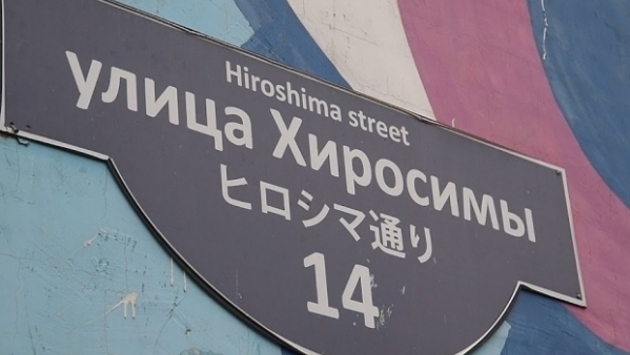 Hiroshima street
улица Хиросимы
ヒロシマ通り
14